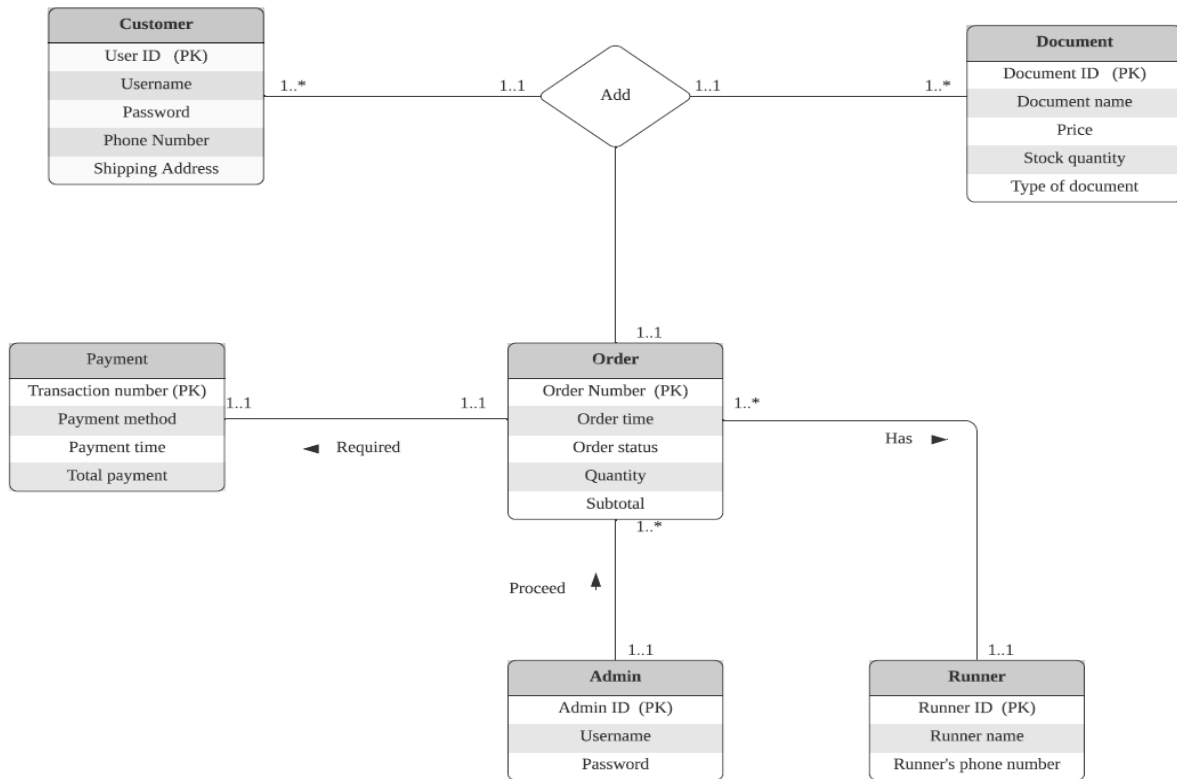 Customer
User ID (PK)
Username
Password
Phone Number
Shipping Address
1..*
1..1
Add
1..1
1..*
Document
Document ID (PK)
Document name
Price
Stock quantity
Type of document
1..1
Payment
Transaction number (PK)
Payment method
Payment time
Total payment
1..1
1..1
Required
Order
Order Number (PK)
Order time
Order status
Quantity
Subtotal
1..*
Has
1..*
Proceed
1..1
Admin
Admin ID (PK)
Username
Password
1..1
Runner
Runner ID (PK)
Runner name
Runner's phone number